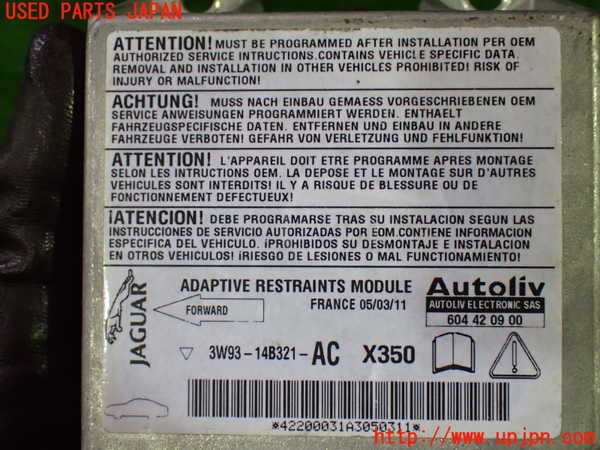 USED PARTS JAPAN
ATTENTION! MUST BE PROGRAMMED AFTER INSTALLATION PER OEM
AUTHORIZED SERVICE INTRUCTIONS.CONTAINS VEHICLE SPECIFIC DATA.
REMOVAL AND INSTALLATION IN OTHER VEHICLES PROHIBITED! RISK OF
INJURY OR MALFUNCTION!
ACHTUNG! MUSS NACH EINBAU GEMAESS VORGESCHRIEBENEN OEM
SERVICE ANWEISUNGEN PROGRAMMIERT WERDEN. ENTHAELT
FAHRZEUGSPECIFISCHE DATEN. ENTFERNEN UND EINBAU IN ANDERE
FAHRZEUGE VERBOTEN! GEFAHR VON VERLETZUNG UND FEHLFUNKTION!
ATTENTION! L'APPAREIL DOIT ETRE PROGRAMME APRES MONTAGE
SELON LES INTRUCTIONS OEM. LA DEPOSE ET LE MONTAGE SUR D'AUTRES
VEHICULES SONT INTERDITS! IL Y A RISQUE DE BLESSURE OU DE
FONCTIONNEMENT DEFECTUEUX!
¡ATENCION! DEBE PROGRAMARSE TRAS SU INSTALACION SEGUN LAS
INSTRUCCIONES DE SERVICIO AUTORIZADAS POR EOM.CONTIENE INFORMACION
ESPECIFICA DEL VEHICULO. ¡PROHIBIDOS SU DESMONTAJE E INSTALACION
EN OTROS VEHICULOS! ¡RIESGO DE LESIONES O MAL FUNCTIONAMIENTO!
JAGUAR
ADAPTIVE RESTRAINTS MODULE
FORWARD
FRANCE 05/03/11
Autoliv
AUTOLIV ELECTRONIC SAS
604 42 09 00
3W93-14B321-AC X350
*42200031A3050311*
http://www.upjpn.com